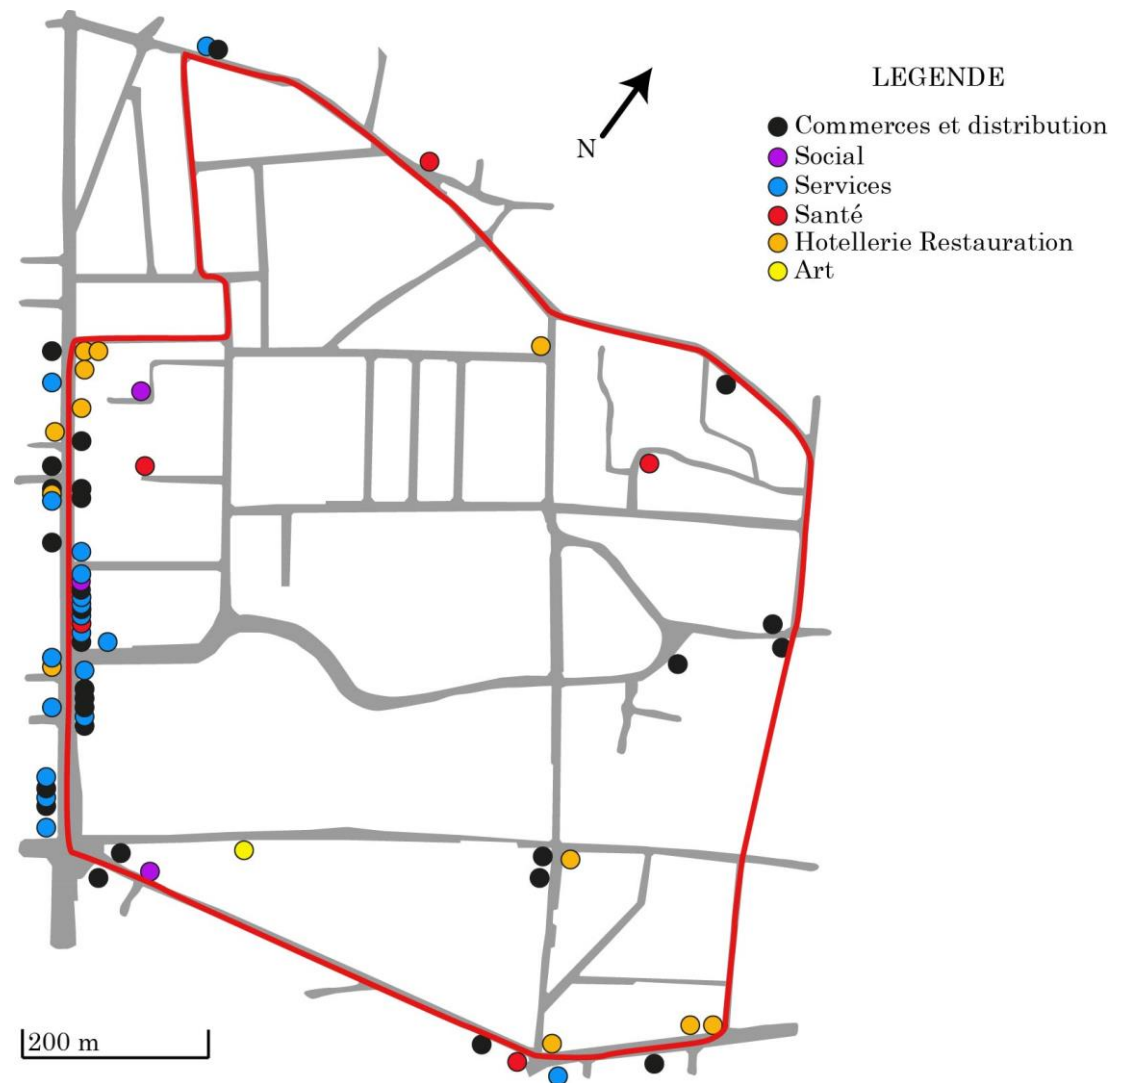 LEGENDE
N
Commerces et distribution
Social
Services
Santé
Hotellerie Restauration
Art
200 m